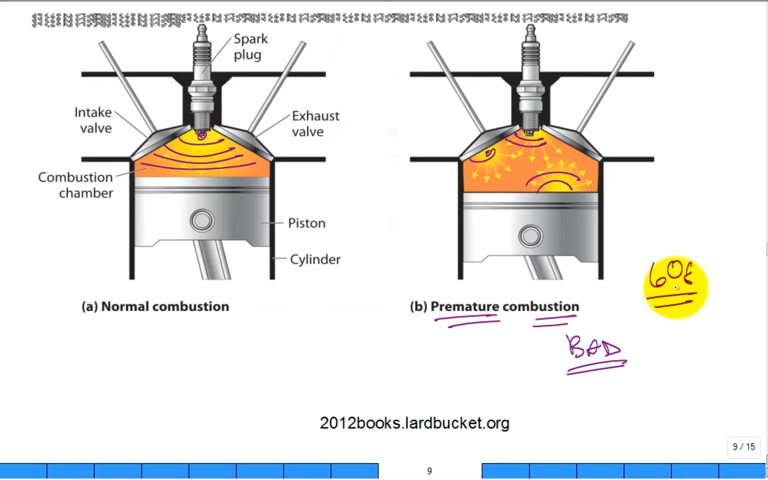 Spark
plug
Intake
valve
Exhaust
valve
Combustion
chamber
Piston
Cylinder
(a) Normal combustion
(b) Premature combustion
BAD
2012books.lardbucket.org
9 / 15
9